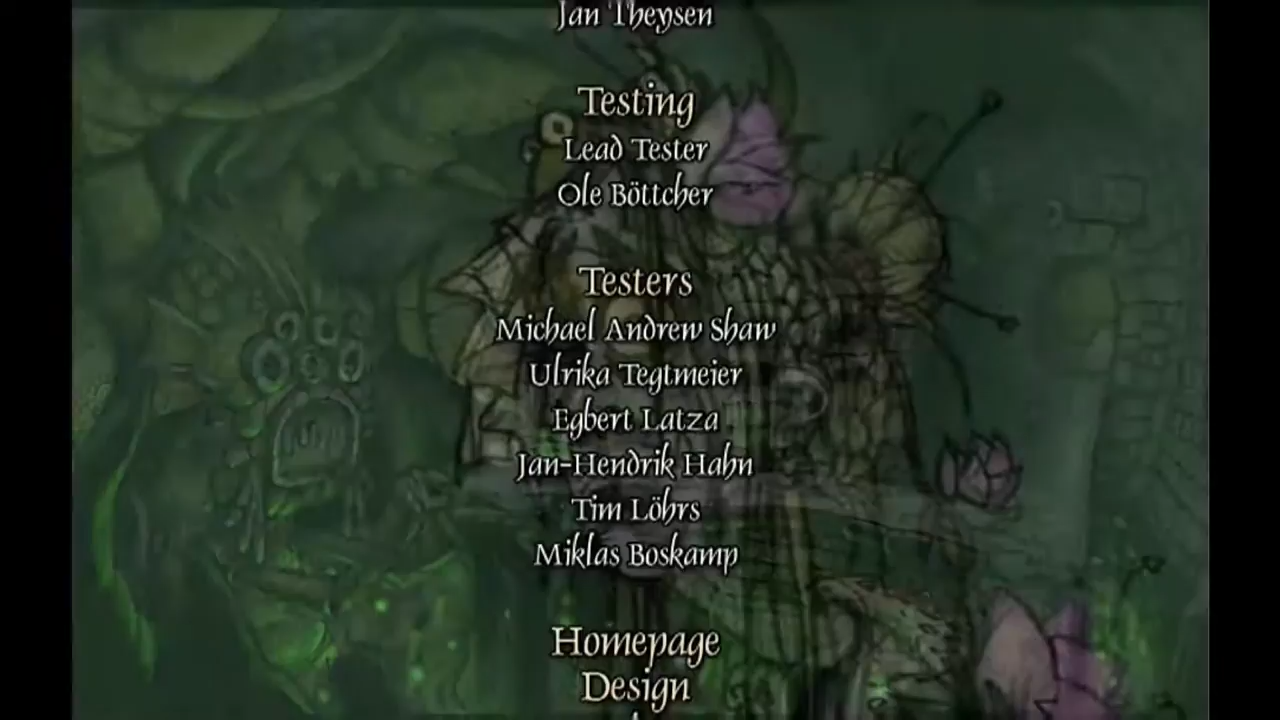 Jan Theysen
Testing
Lead Tester
Ole Böttcher
Testers
Michael Andrew Shaw
Ulrika Tegtmeier
Egbert Latza
Jan-Hendrik Hahn
Tim Löhrs
Miklas Boskamp
Homepage
Design